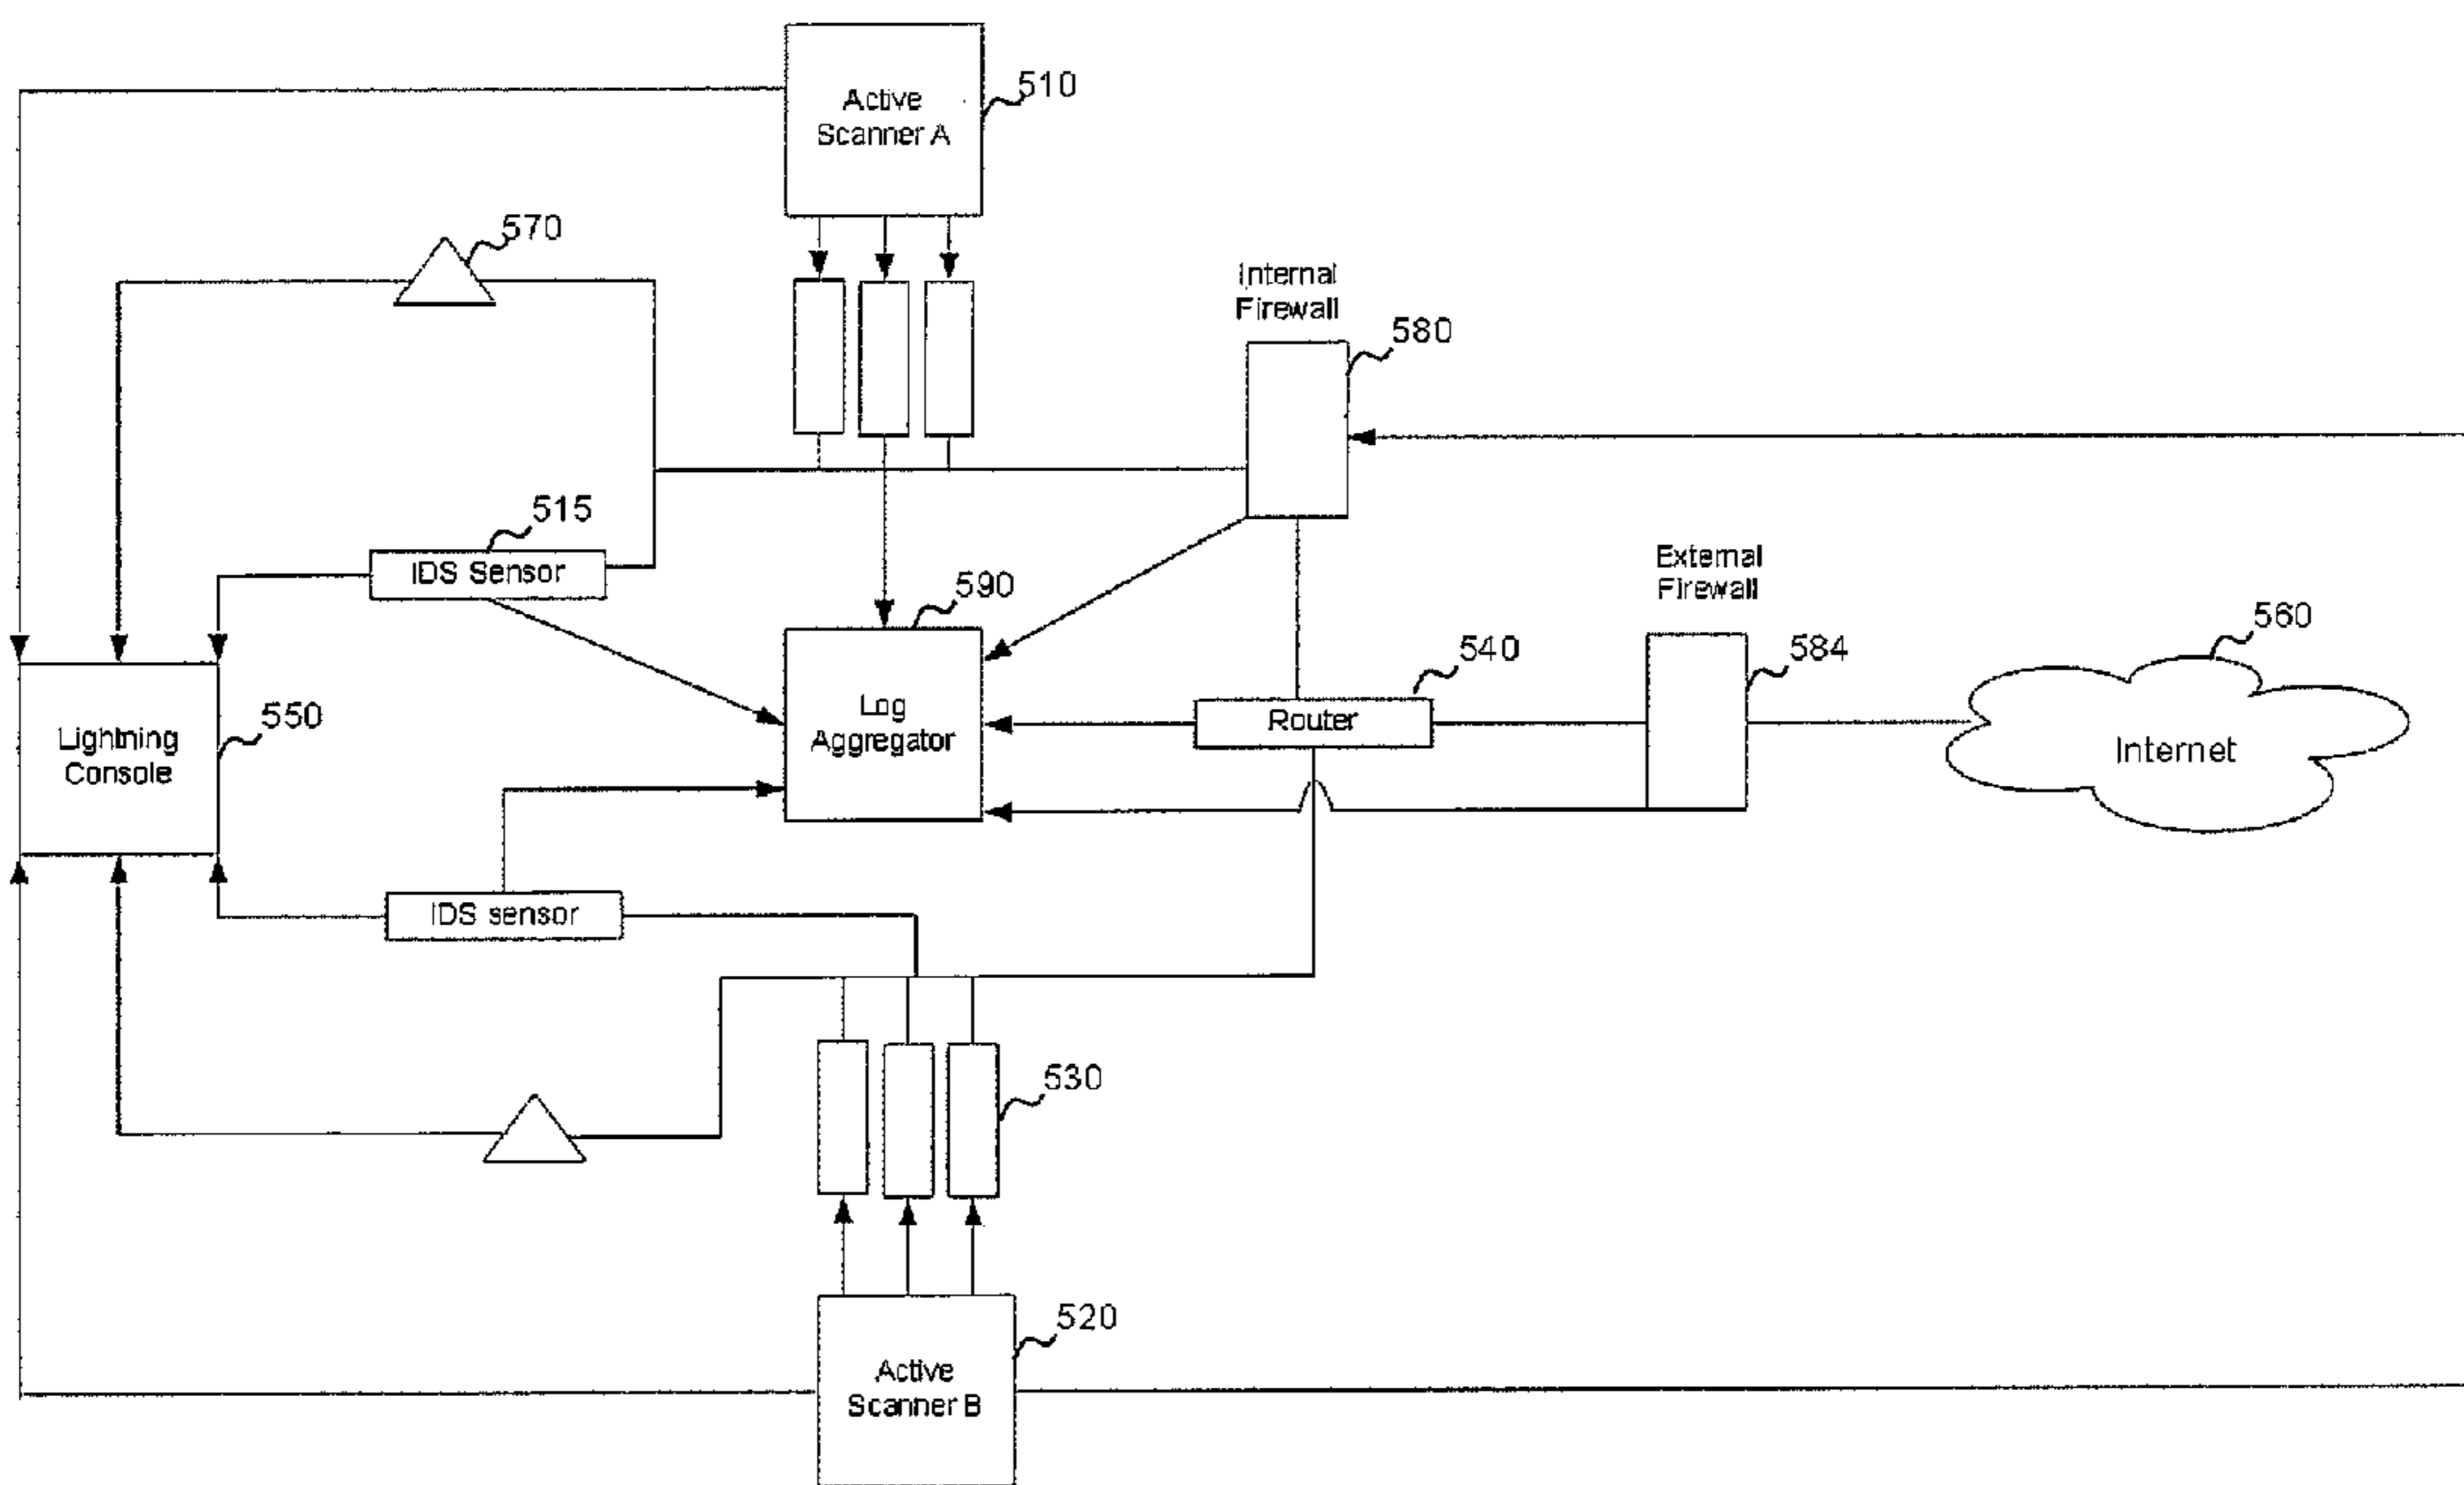 510
Active
Scanner A
570
Internal
Firewall
580
515
IDS Sensor
590
External
Firewall
560
540
584
Log
Aggregator
Router
550
Lightning
Console
Internet
IDS sensor
530
520
Active
Scanner B